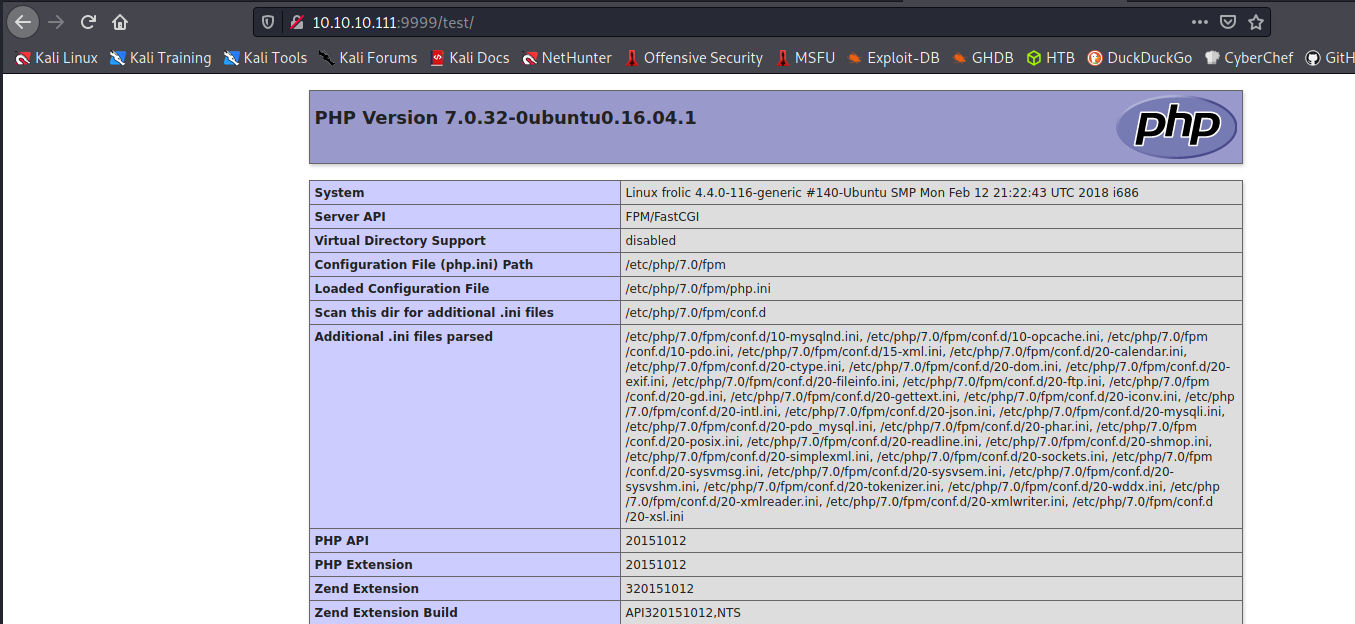 10.10.10.111:9999/test/
Kali Linux Kali Training Kali Tools Kali Forums Kali Docs NetHunter Offensive Security MSFU Exploit-DB GHDB HTB DuckDuckGo CyberChef GitH
PHP Version 7.0.32-0ubuntu0.16.04.1
php
System Linux frolic 4.4.0-116-generic #140-Ubuntu SMP Mon Feb 12 21:22:43 UTC 2018 i686
Server API FPM/FastCGI
Virtual Directory Support disabled
Configuration File (php.ini) Path /etc/php/7.0/fpm
Loaded Configuration File /etc/php/7.0/fpm/php.ini
Scan this dir for additional .ini files /etc/php/7.0/fpm/conf.d
Additional .ini files parsed /etc/php/7.0/fpm/conf.d/10-mysqlnd.ini, /etc/php/7.0/fpm/conf.d/10-opcache.ini, /etc/php/7.0/fpm
/conf.d/10-pdo.ini, /etc/php/7.0/fpm/conf.d/15-xml.ini, /etc/php/7.0/fpm/conf.d/20-calendar.ini,
/etc/php/7.0/fpm/conf.d/20-ctype.ini, /etc/php/7.0/fpm/conf.d/20-dom.ini, /etc/php/7.0/fpm/conf.d/20-
exif.ini, /etc/php/7.0/fpm/conf.d/20-fileinfo.ini, /etc/php/7.0/fpm/conf.d/20-ftp.ini, /etc/php/7.0/fpm
/conf.d/20-gd.ini, /etc/php/7.0/fpm/conf.d/20-gettext.ini, /etc/php/7.0/fpm/conf.d/20-iconv.ini, /etc/php
/7.0/fpm/conf.d/20-intl.ini, /etc/php/7.0/fpm/conf.d/20-json.ini, /etc/php/7.0/fpm/conf.d/20-mysqli.ini,
/etc/php/7.0/fpm/conf.d/20-pdo_mysql.ini, /etc/php/7.0/fpm/conf.d/20-phar.ini, /etc/php/7.0/fpm
/conf.d/20-posix.ini, /etc/php/7.0/fpm/conf.d/20-readline.ini, /etc/php/7.0/fpm/conf.d/20-shmop.ini,
/etc/php/7.0/fpm/conf.d/20-simplexml.ini, /etc/php/7.0/fpm/conf.d/20-sockets.ini, /etc/php/7.0/fpm
/conf.d/20-sysvmsg.ini, /etc/php/7.0/fpm/conf.d/20-sysvsem.ini, /etc/php/7.0/fpm/conf.d/20-
sysvshm.ini, /etc/php/7.0/fpm/conf.d/20-tokenizer.ini, /etc/php/7.0/fpm/conf.d/20-wddx.ini, /etc/php
/7.0/fpm/conf.d/20-xmlreader.ini, /etc/php/7.0/fpm/conf.d/20-xmlwriter.ini, /etc/php/7.0/fpm/conf.d
/20-xsl.ini
PHP API 20151012
PHP Extension 20151012
Zend Extension 320151012
Zend Extension Build API320151012,NTS